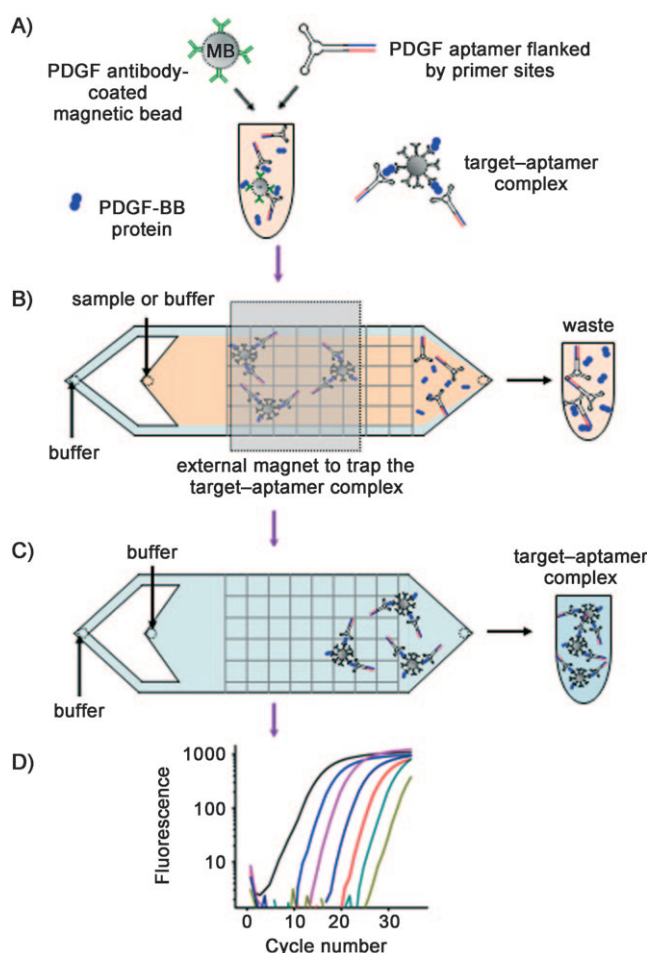 A)
MB
PDGF antibody-
coated
magnetic bead
PDGF aptamer flanked
by primer sites
PDGF-BB
protein
target–aptamer
complex
B)
sample or buffer
waste
buffer
external magnet to trap the
target–aptamer complex
C)
buffer
target–aptamer
complex
buffer
D)
Fluorescence
1000
100
10
0 10 20 30
Cycle number